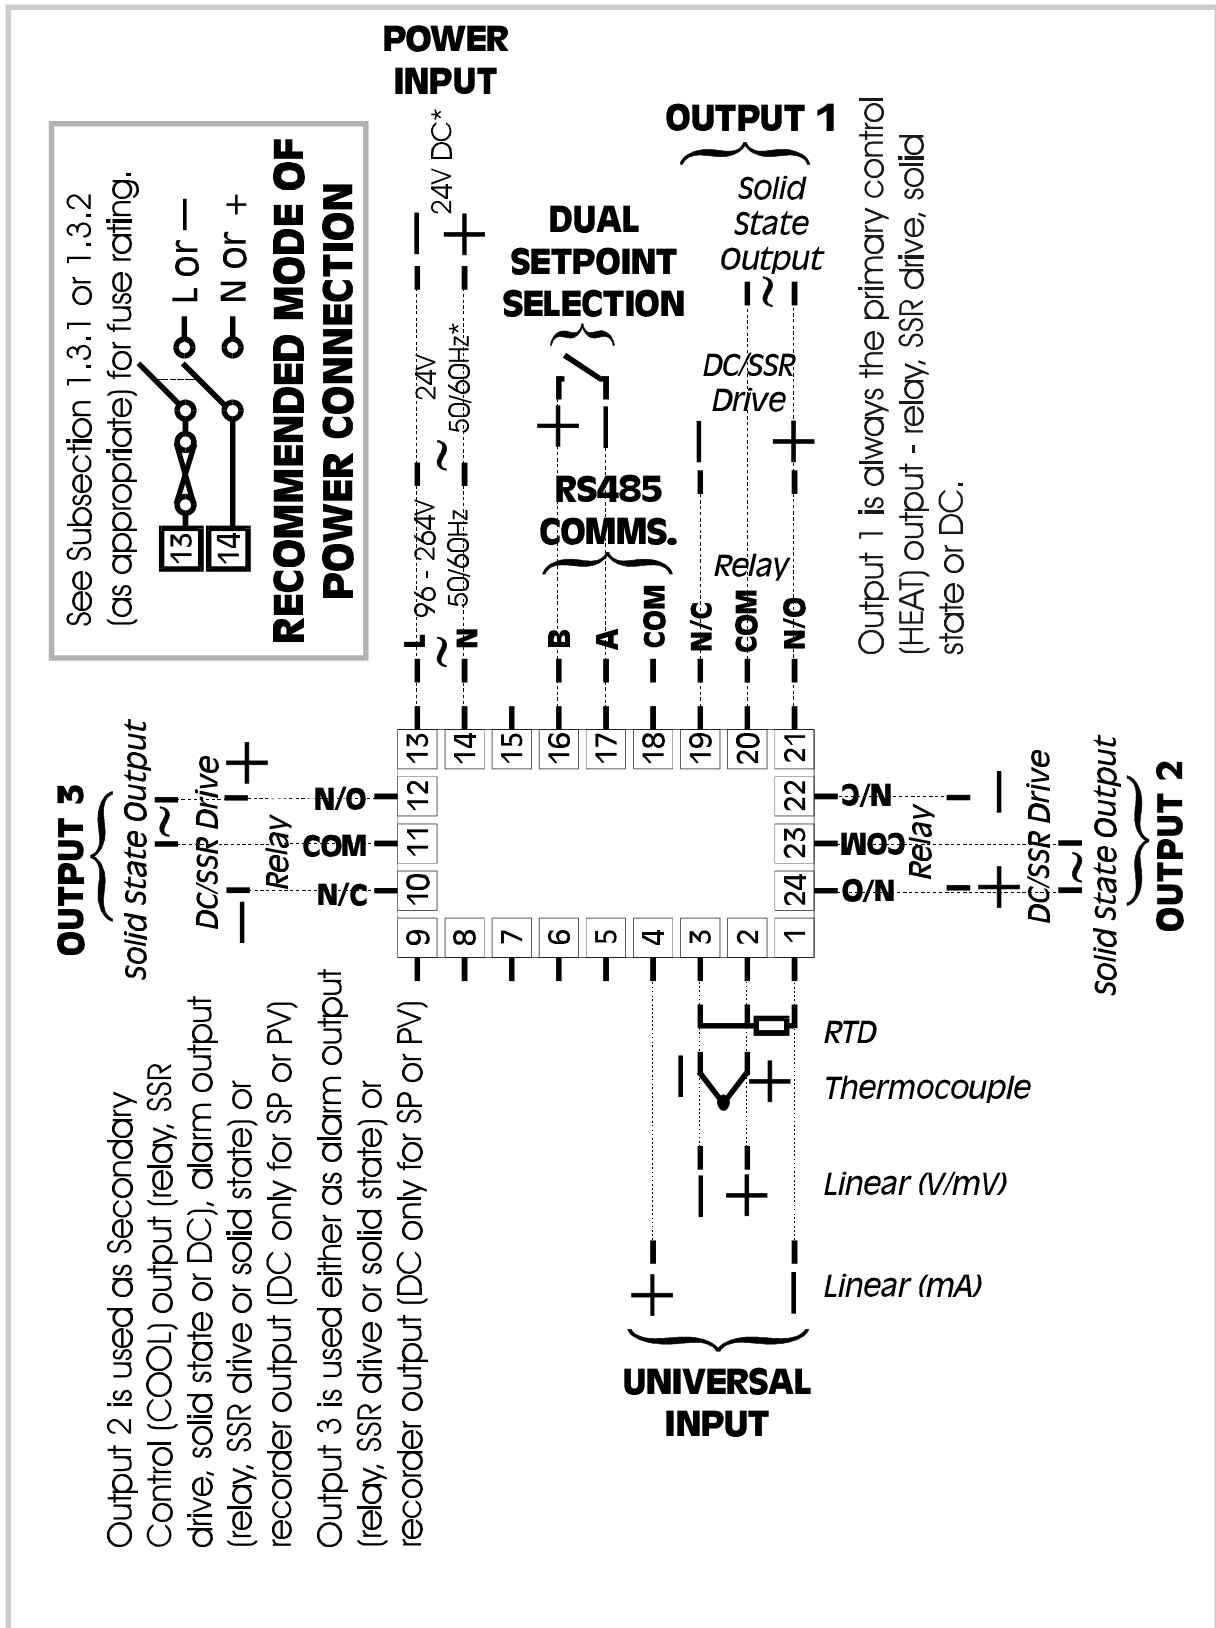 POWER
INPUT
See Subsection 1.3.1 or 1.3.2
(as appropriate) for fuse rating.
13
14
L or —
N or +
RECOMMENDED MODE OF
POWER CONNECTION
— 24V DC* +
24V
~ 50/60Hz*
96 - 264V
50/60Hz
L
~
N
DUAL
SETPOINT
SELECTION
+ —
RS485
COMMS.
B
A
COM
OUTPUT 1
Solid
State
Output
~
DC/SSR
Drive
— +
Relay
N/C
COM
N/O
Output 1 is always the primary control
(HEAT) output - relay, SSR drive, solid
state or DC.
OUTPUT 3
Solid State Output
~
DC/SSR Drive
+
—
Relay
N/O
COM
N/C
13 14 15 16 17 18 19 20 21
12
11
10
22
23
24
9 8 7 6 5 4 3 2 1
N/C
COM
N/O
Relay
—
+
DC/SSR Drive
~
Solid State Output
OUTPUT 2
Output 2 is used as Secondary
Control (COOL) output (relay, SSR
drive, solid state or DC), alarm output
(relay, SSR drive or solid state) or
recorder output (DC only for SP or PV)
Output 3 is used either as alarm output
(relay, SSR drive or solid state) or
recorder output (DC only for SP or PV)
RTD
— + Thermocouple
— + Linear (V/mV)
+ — Linear (mA)
UNIVERSAL
INPUT